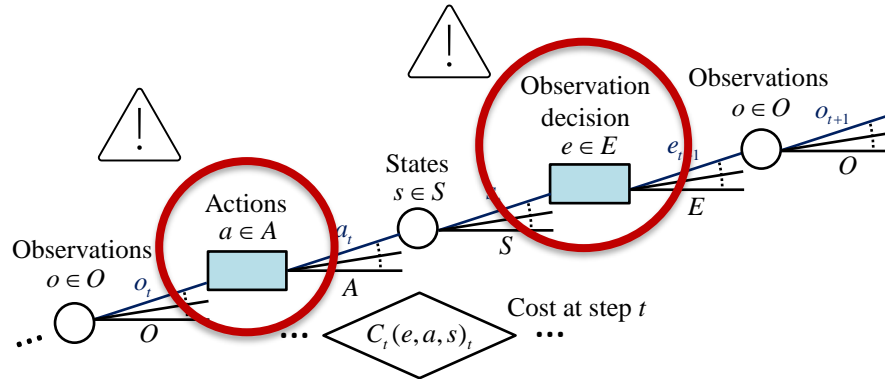 Observation
decision
e ∈ E
Observations
o ∈ O
o_{t+1}
O
e_{t+1}
E
States
s ∈ S
s
S
Actions
a ∈ A
a_t
A
Observations
o ∈ O
o_t
O
...
...
C_t(e, a, s)_t
...
Cost at step t
!
!